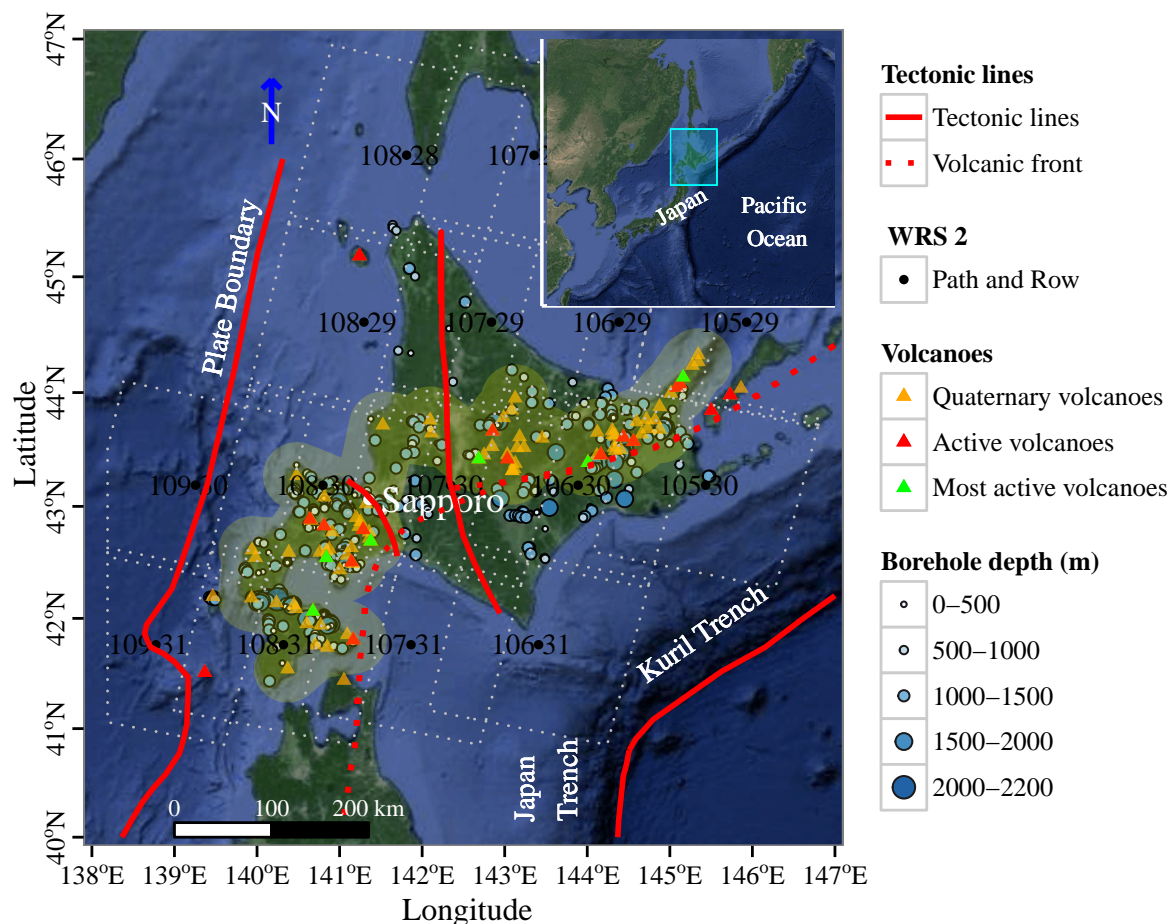 47°N
46°N
45°N
44°N
43°N
42°N
41°N
40°N
Latitude
138°E
139°E
140°E
141°E
142°E
143°E
144°E
145°E
146°E
147°E
Longitude
N
Plate Boundary
108-28
108-29
107-29
106-29
105-29
109-30
108-30
107-30
106-30
105-30
Sapporo
109-31
108-31
107-31
106-31
Kuril Trench
Japan
Trench
0
100
200 km
Japan
Pacific
Ocean
Tectonic lines
Tectonic lines
Volcanic front
WRS 2
Path and Row
Volcanoes
Quaternary volcanoes
Active volcanoes
Most active volcanoes
Borehole depth (m)
0–500
500–1000
1000–1500
1500–2000
2000–2200